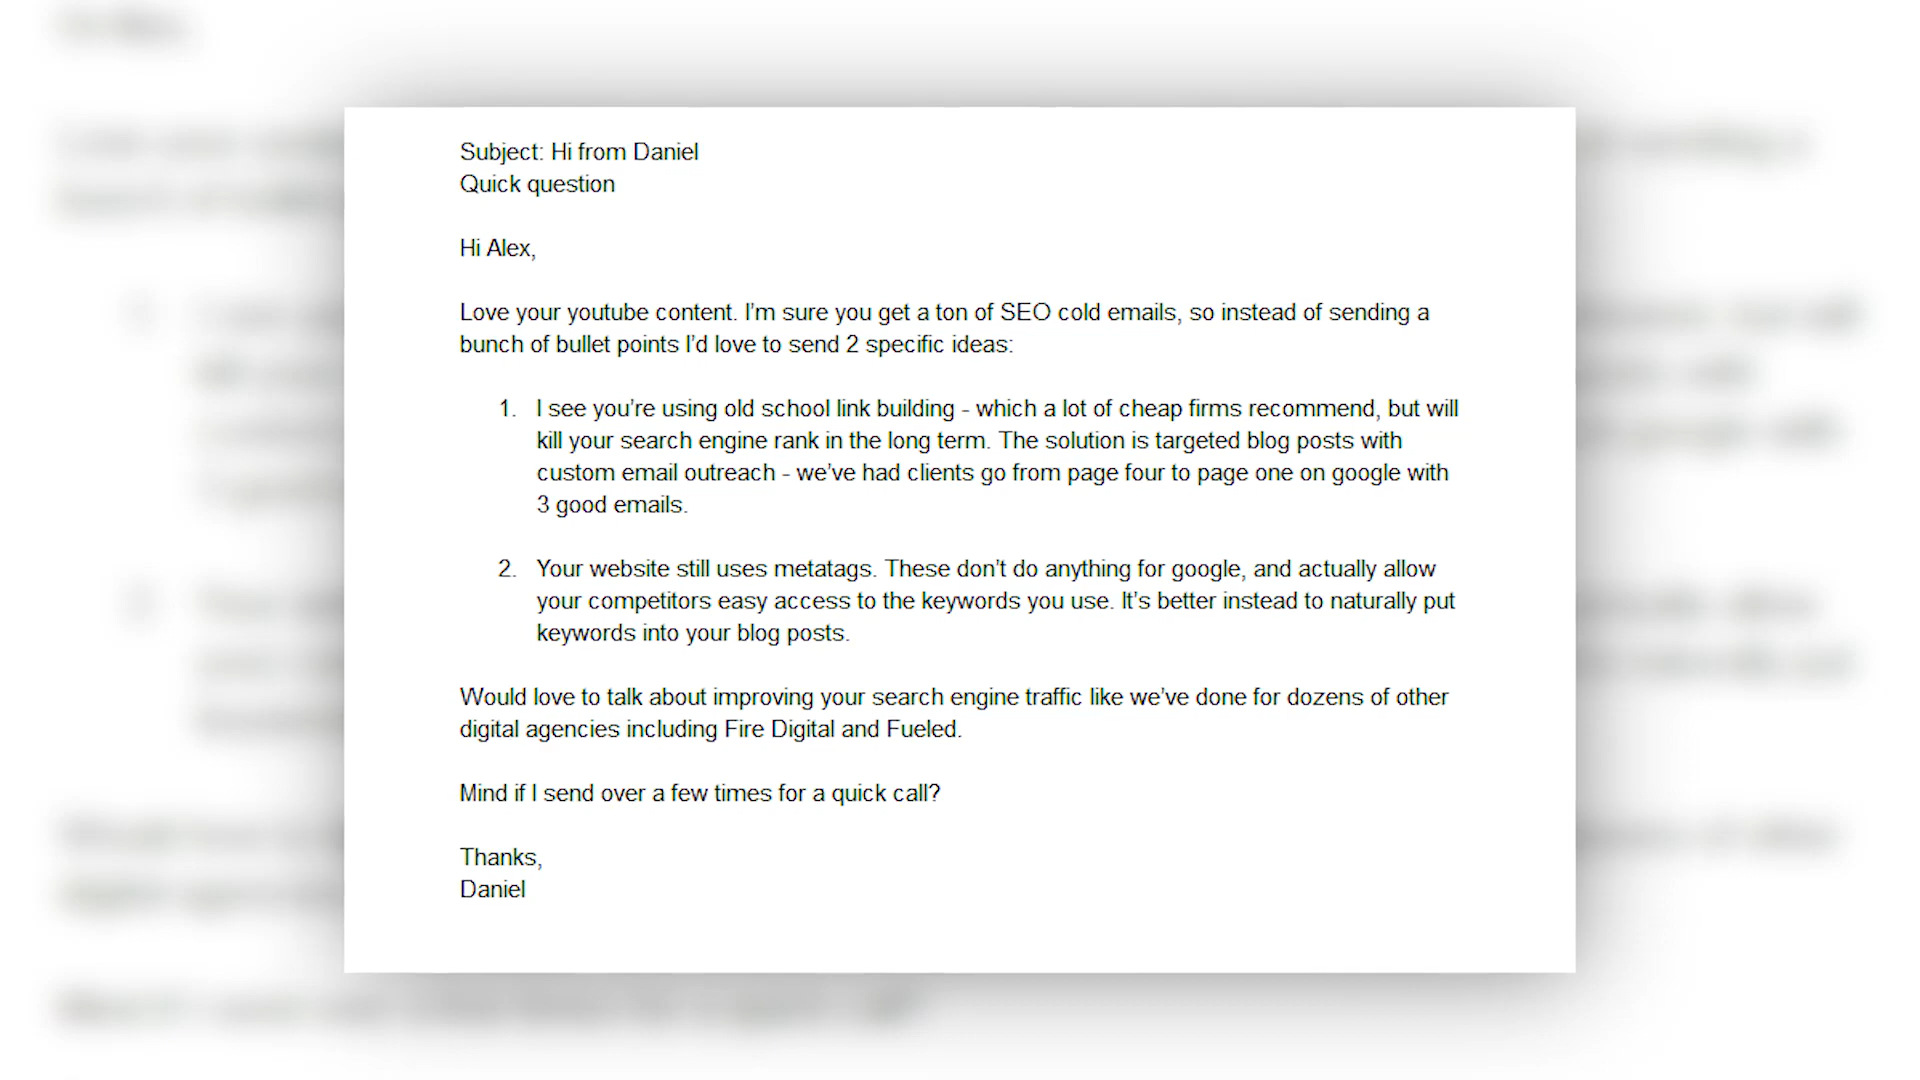 Subject: Hi from Daniel
Quick question
Hi Alex,
Love your youtube content. I'm sure you get a ton of SEO cold emails, so instead of sending a
bunch of bullet points I'd love to send 2 specific ideas:
1. I see you're using old school link building - which a lot of cheap firms recommend, but will
kill your search engine rank in the long term. The solution is targeted blog posts with
custom email outreach - we've had clients go from page four to page one on google with
3 good emails.
2. Your website still uses metatags. These don't do anything for google, and actually allow
your competitors easy access to the keywords you use. It's better instead to naturally put
keywords into your blog posts.
Would love to talk about improving your search engine traffic like we've done for dozens of other
digital agencies including Fire Digital and Fueled.
Mind if I send over a few times for a quick call?
Thanks,
Daniel